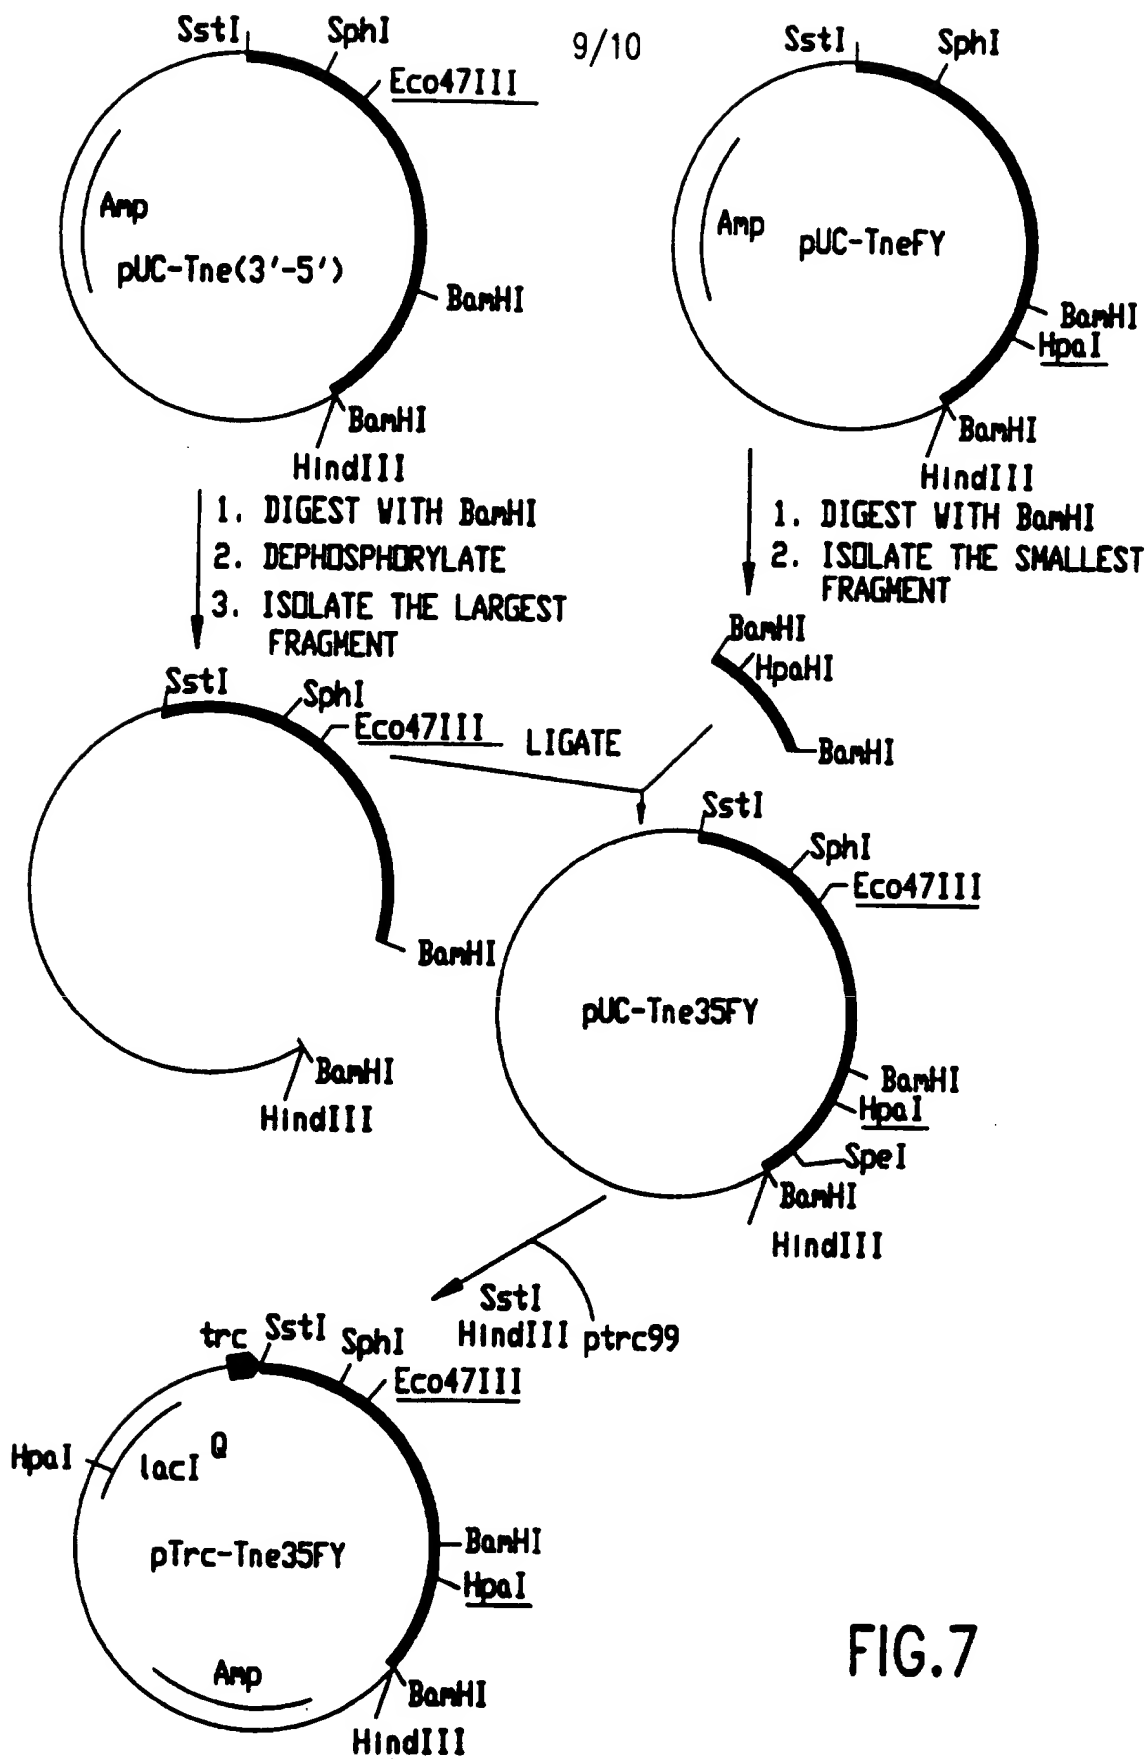 9/10
SstI
SphI
Eco47III
Amp
pUC-Tne(3'-5')
BamHI
BamHI
HindIII
SstI
SphI
Amp
pUC-TneFY
BamHI
HpaI
BamHI
HindIII
1. DIGEST WITH BamHI
2. DEPHOSPHORYLATE
3. ISOLATE THE LARGEST
FRAGMENT
1. DIGEST WITH BamHI
2. ISOLATE THE SMALLEST
FRAGMENT
BamHI
HpaHI
BamHI
SstI
SphI
Eco47III
BamHI
BamHI
HindIII
LIGATE
SstI
SphI
Eco47III
pUC-Tne35FY
BamHI
HpaI
SpeI
BamHI
HindIII
SstI
HindIII ptrc99
trc
SstI
SphI
Eco47III
HpaI
lacI Q
pTrc-Tne35FY
BamHI
HpaI
Amp
BamHI
HindIII
FIG.7